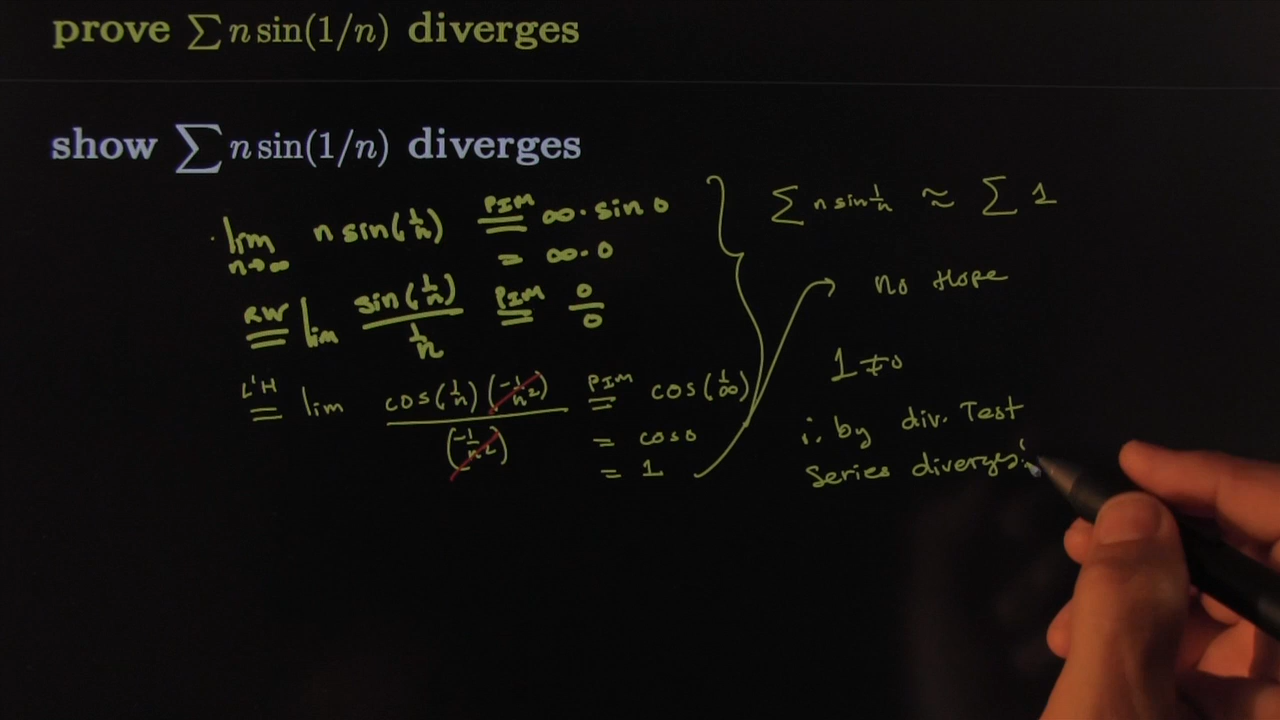 prove ∑ n sin(1/n) diverges
show ∑ n sin(1/n) diverges
lim n→∞ n sin(1/n) PIM = ∞ · sin 0
= ∞ · 0
RW = lim sin(1/n) / (1/n) PIM = 0/0
L'H = lim cos(1/n)(-1/n²) / (-1/n²) PIM = cos(1/∞)
= cos 0
= 1
∑ n sin 1/n ≈ ∑ 1
No Hope
1 ≠ 0
∴ by div. Test
Series diverges!